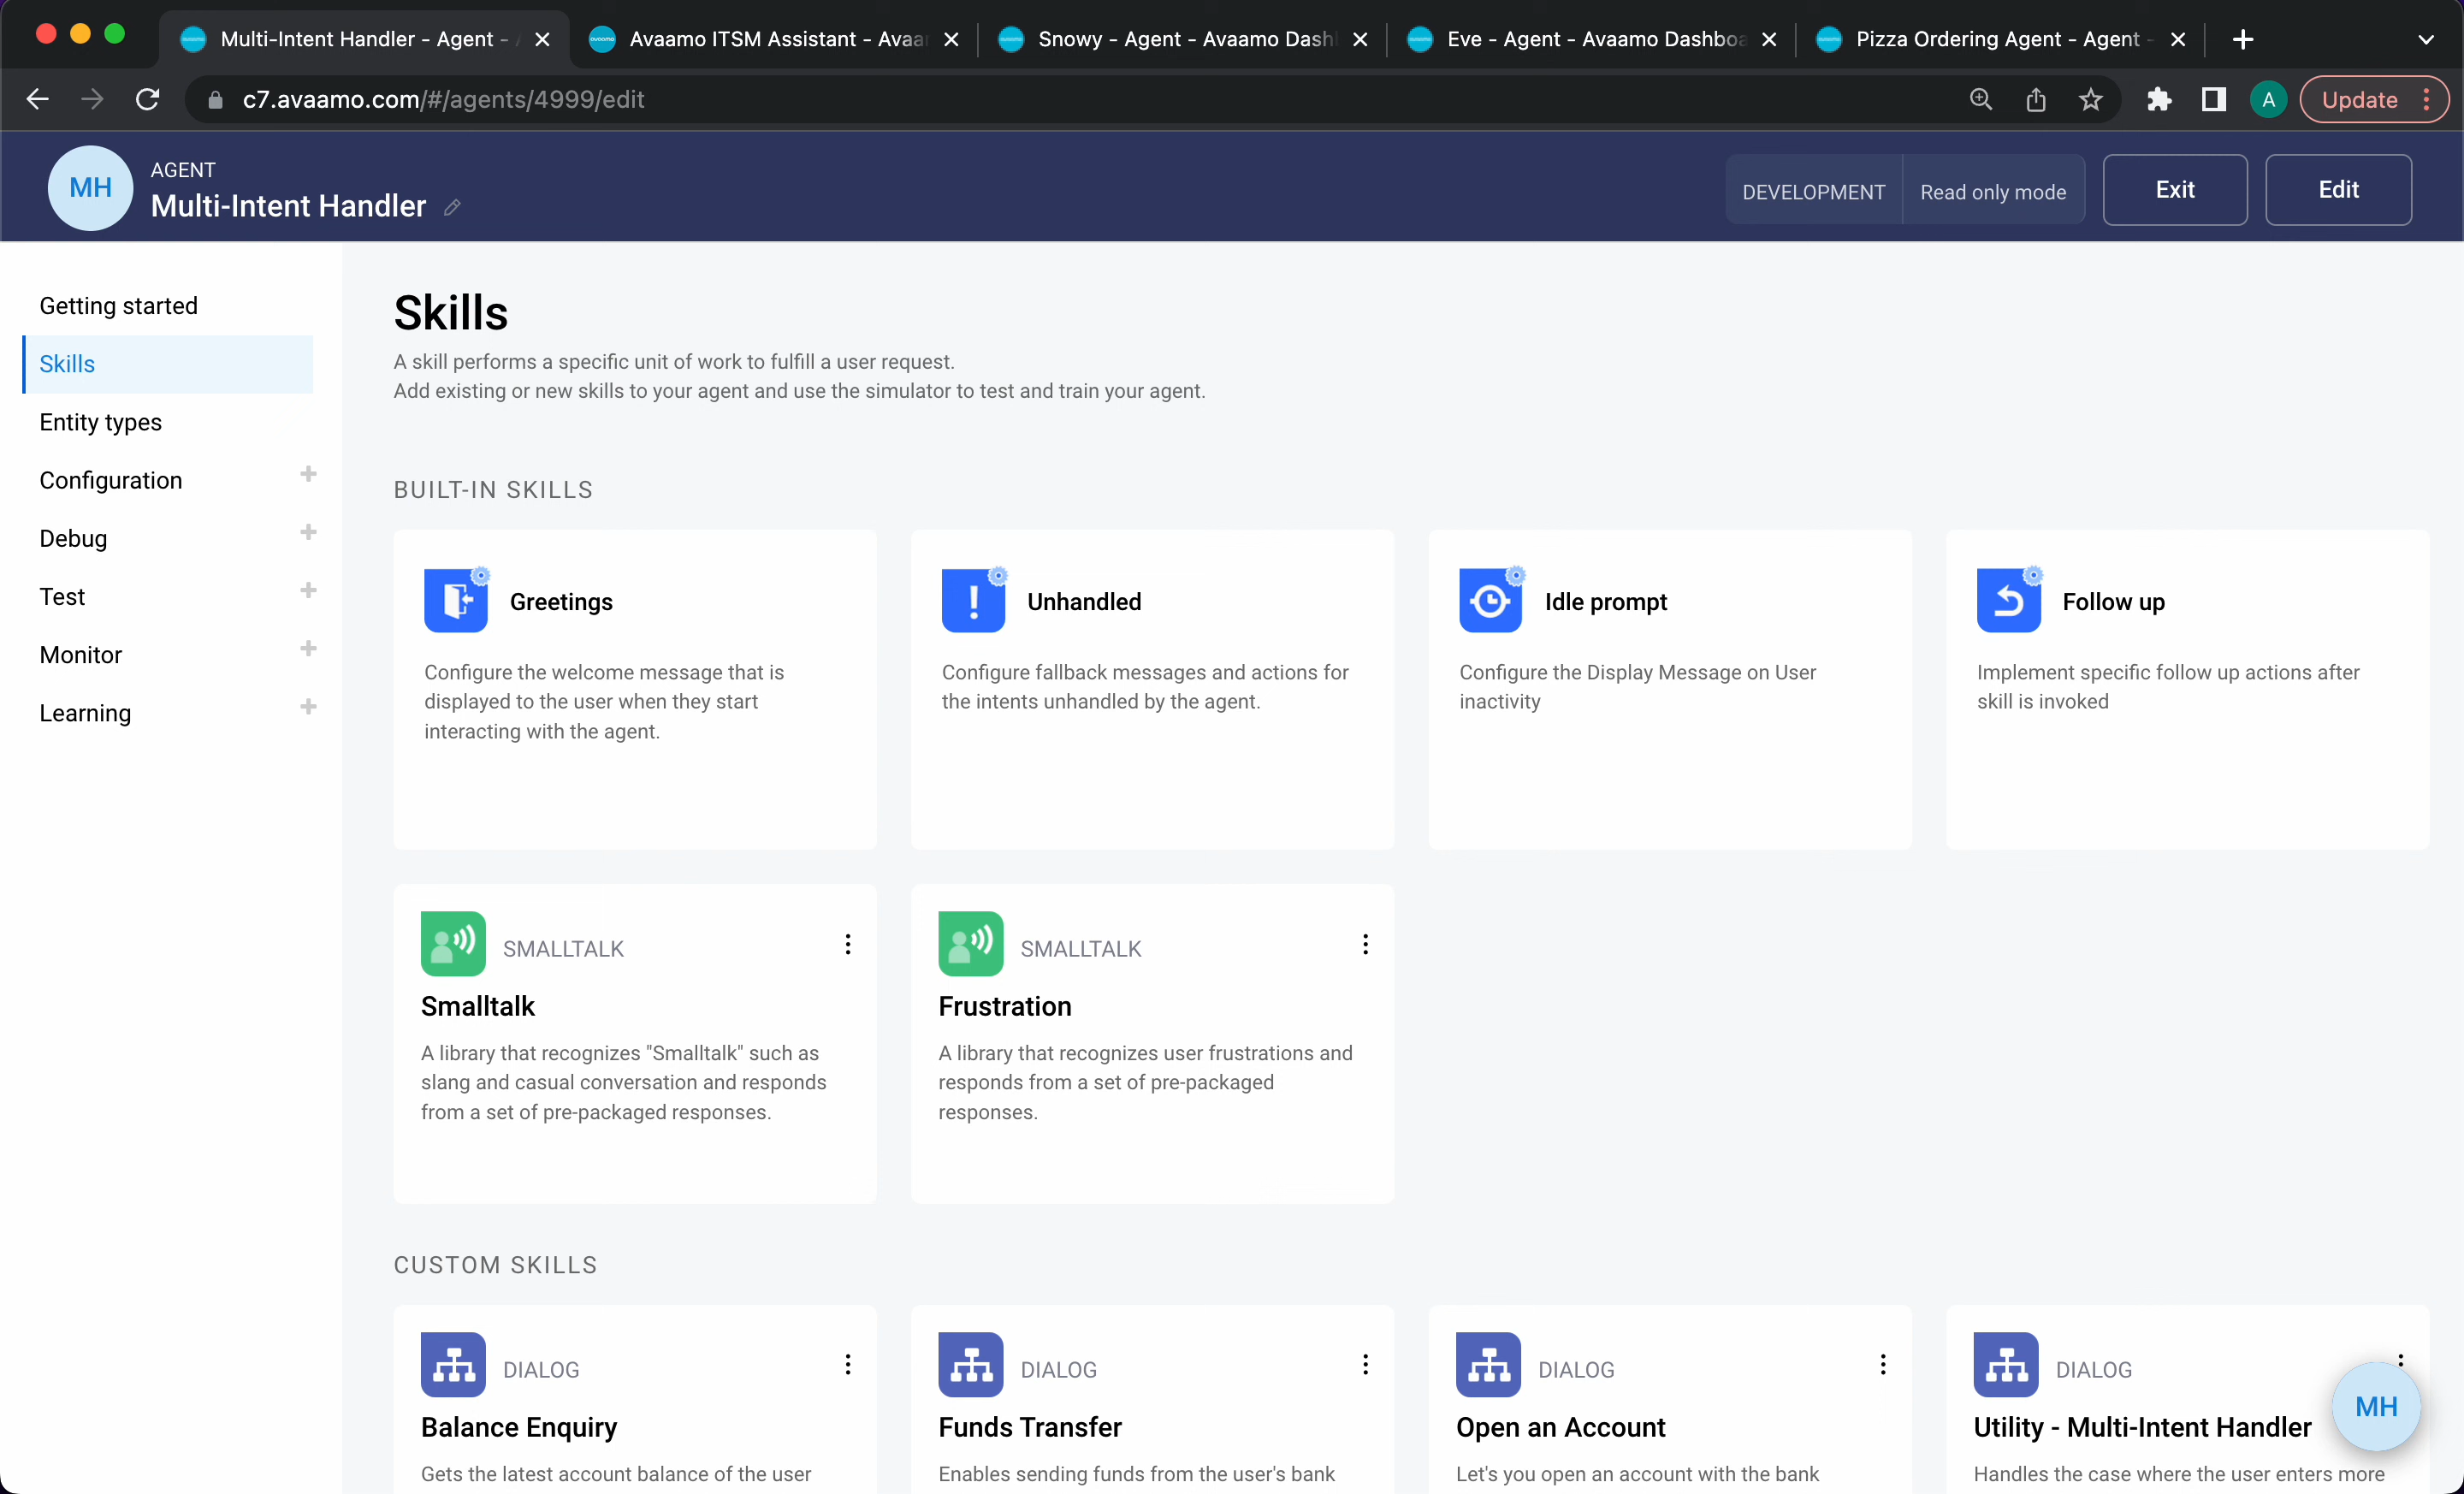 Multi-Intent Handler - Agent -
Avaamo ITSM Assistant - Avaar
Snowy - Agent - Avaamo Dashl
Eve - Agent - Avaamo Dashboa
Pizza Ordering Agent - Agent -
c7.avaamo.com/#/agents/4999/edit
A
Update
MH
AGENT
Multi-Intent Handler
DEVELOPMENT
Read only mode
Exit
Edit
Getting started
Skills
Entity types
Configuration
Debug
Test
Monitor
Learning
Skills
A skill performs a specific unit of work to fulfill a user request.
Add existing or new skills to your agent and use the simulator to test and train your agent.
BUILT-IN SKILLS
Greetings
Configure the welcome message that is
displayed to the user when they start
interacting with the agent.
Unhandled
Configure fallback messages and actions for
the intents unhandled by the agent.
Idle prompt
Configure the Display Message on User
inactivity
Follow up
Implement specific follow up actions after
skill is invoked
SMALLTALK
Smalltalk
A library that recognizes "Smalltalk" such as
slang and casual conversation and responds
from a set of pre-packaged responses.
SMALLTALK
Frustration
A library that recognizes user frustrations and
responds from a set of pre-packaged
responses.
CUSTOM SKILLS
DIALOG
Balance Enquiry
Gets the latest account balance of the user
DIALOG
Funds Transfer
Enables sending funds from the user's bank
DIALOG
Open an Account
Let's you open an account with the bank
DIALOG
Utility - Multi-Intent Handler
Handles the case where the user enters more
MH